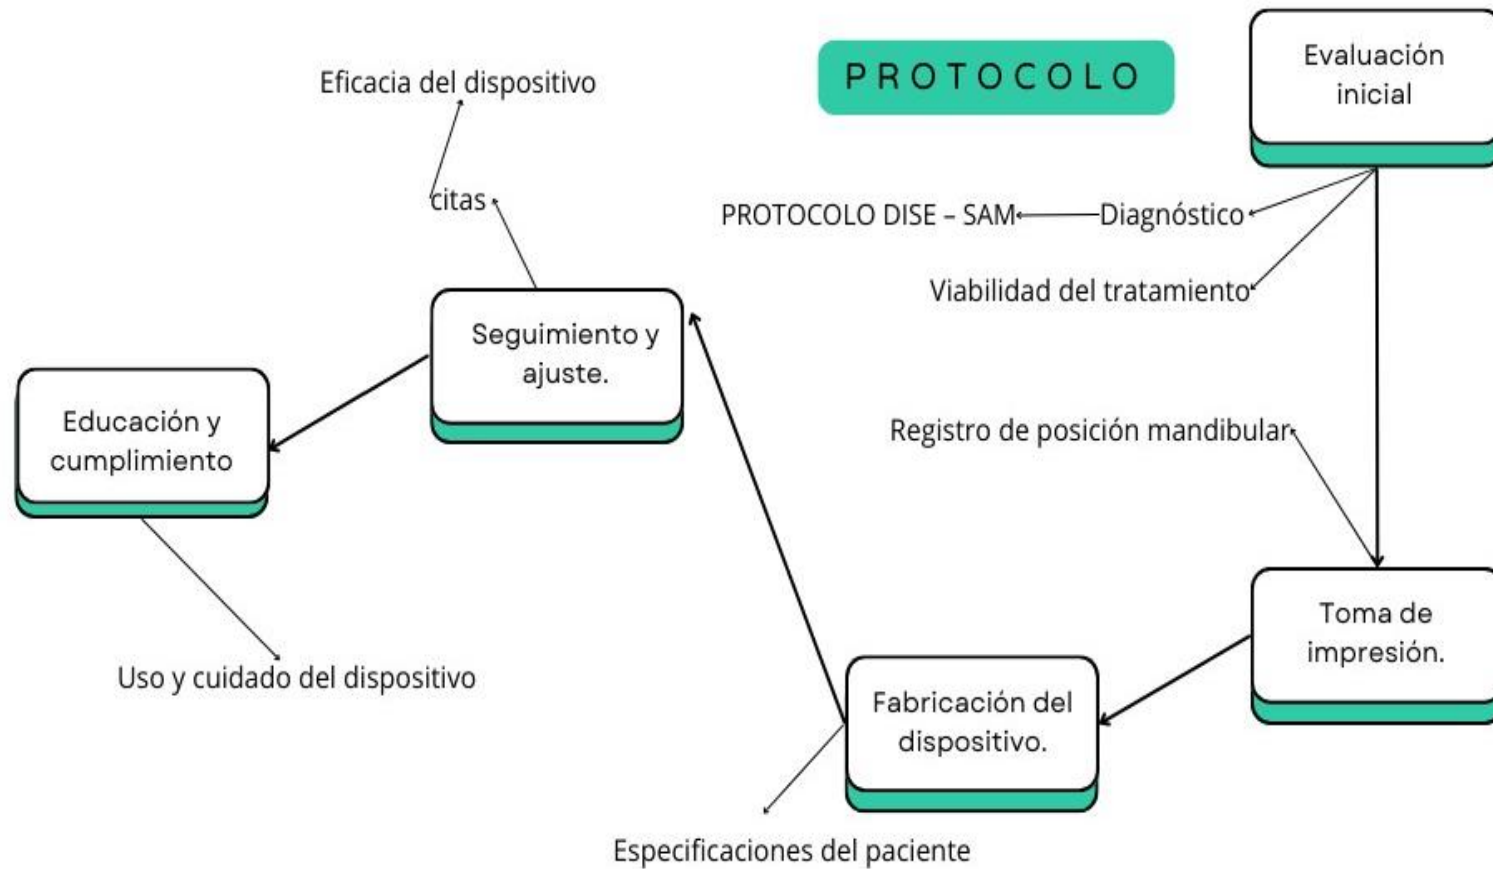 PROTOCOLO
Evaluación
inicial
Diagnóstico
PROTOCOLO DISE – SAM
Viabilidad del tratamiento
Registro de posición mandibular
Toma de
impresión.
Fabricación del
dispositivo.
Especificaciones del paciente
Seguimiento y
ajuste.
citas
Eficacia del dispositivo
Educación y
cumplimiento
Uso y cuidado del dispositivo